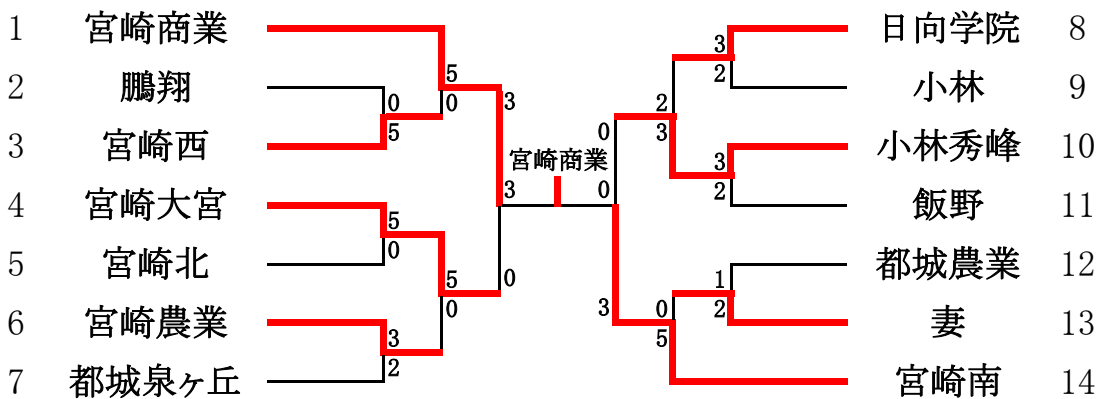 1 宮崎商業
2 鵬翔
3 宮崎西
4 宮崎大宮
5 宮崎北
6 宮崎農業
7 都城泉ヶ丘
5
0
0
5
5
0
5
0
3
2
3
3
0
宮崎商業
0
0
3
2
3
0
5
3
2
3
2
1
2
日向学院 8
小林 9
小林秀峰 10
飯野 11
都城農業 12
妻 13
宮崎南 14